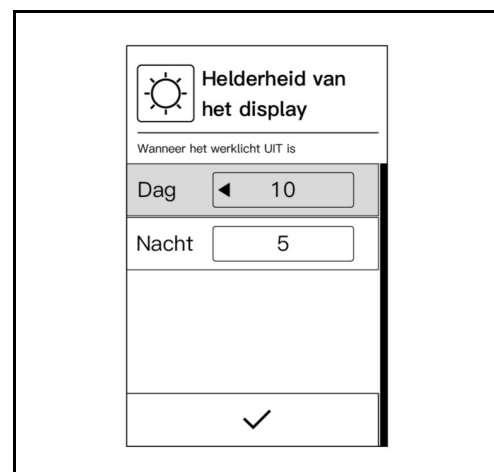 Helderheid van
het display
Wanneer het werklicht UIT is
Dag 10
Nacht 5